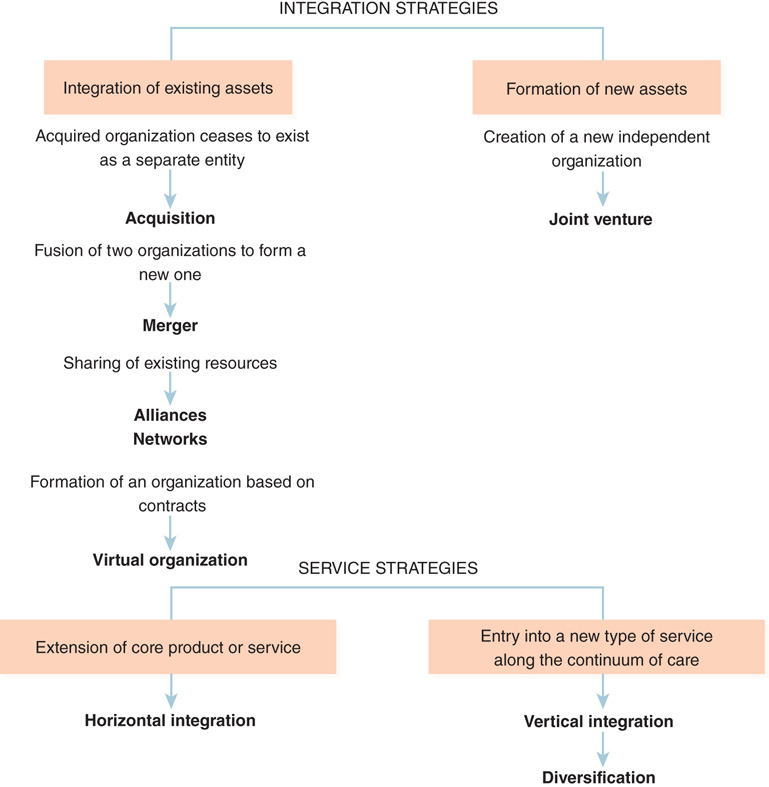 INTEGRATION STRATEGIES
Integration of existing assets
Formation of new assets
Acquired organization ceases to exist
as a separate entity
Creation of a new independent
organization
Acquisition
Joint venture
Fusion of two organizations to form a
new one
Merger
Sharing of existing resources
Alliances
Networks
Formation of an organization based on
contracts
Virtual organization
SERVICE STRATEGIES
Extension of core product or service
Entry into a new type of service
along the continuum of care
Horizontal integration
Vertical integration
Diversification